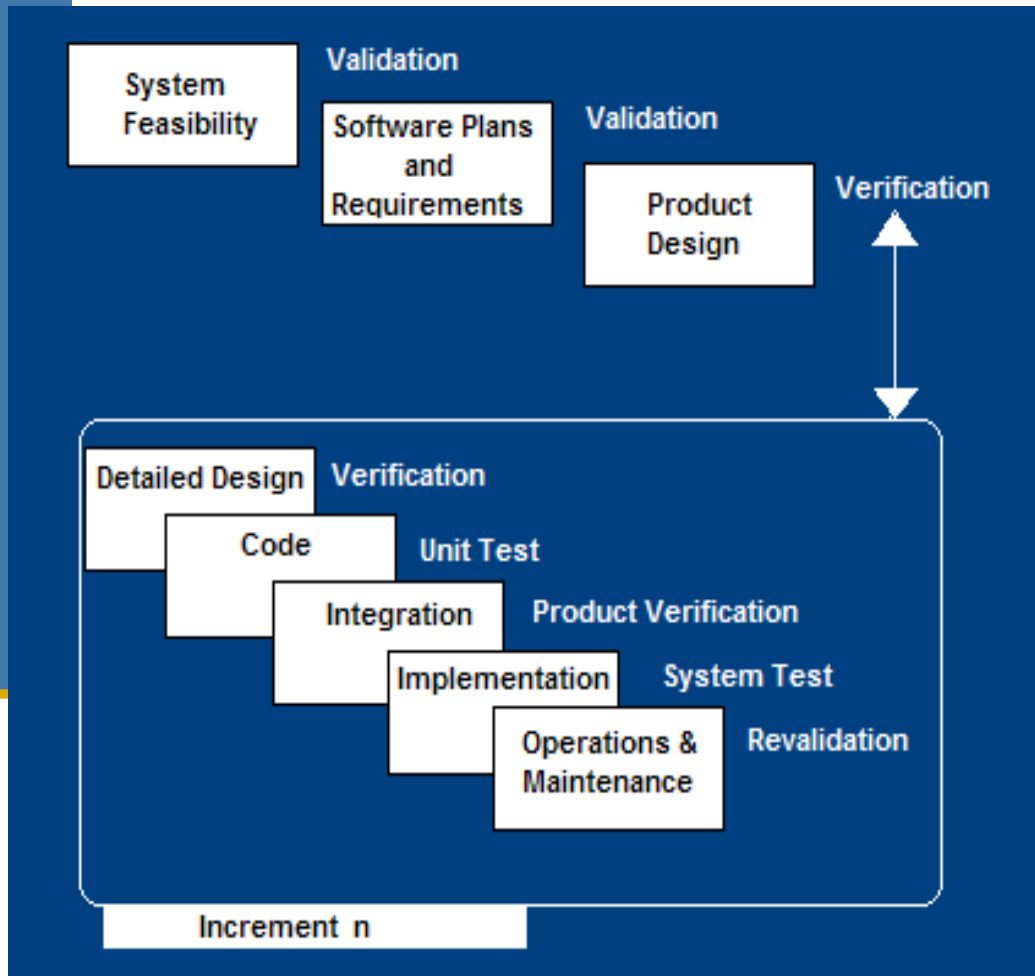 System
Feasibility
Validation
Software Plans
and
Requirements
Validation
Product
Design
Verification
Detailed Design
Verification
Code
Unit Test
Integration
Product Verification
Implementation
System Test
Operations &
Maintenance
Revalidation
Increment n